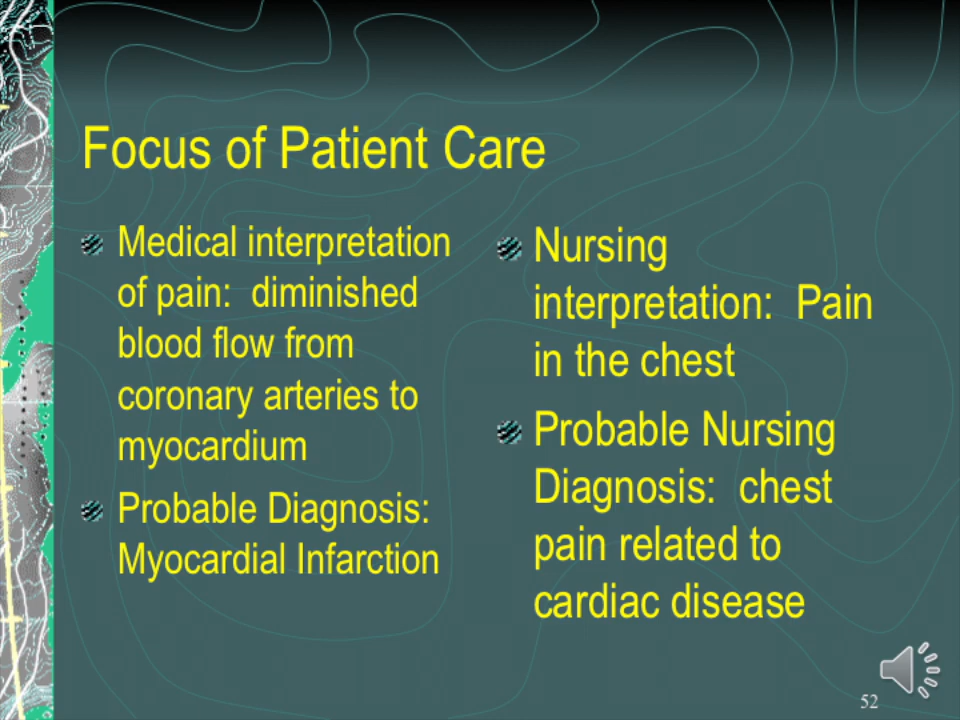 Focus of Patient Care
Medical interpretation
of pain:  diminished
blood flow from
coronary arteries to
myocardium
Probable Diagnosis:
Myocardial Infarction
Nursing
interpretation:  Pain
in the chest
Probable Nursing
Diagnosis:  chest
pain related to
cardiac disease
52